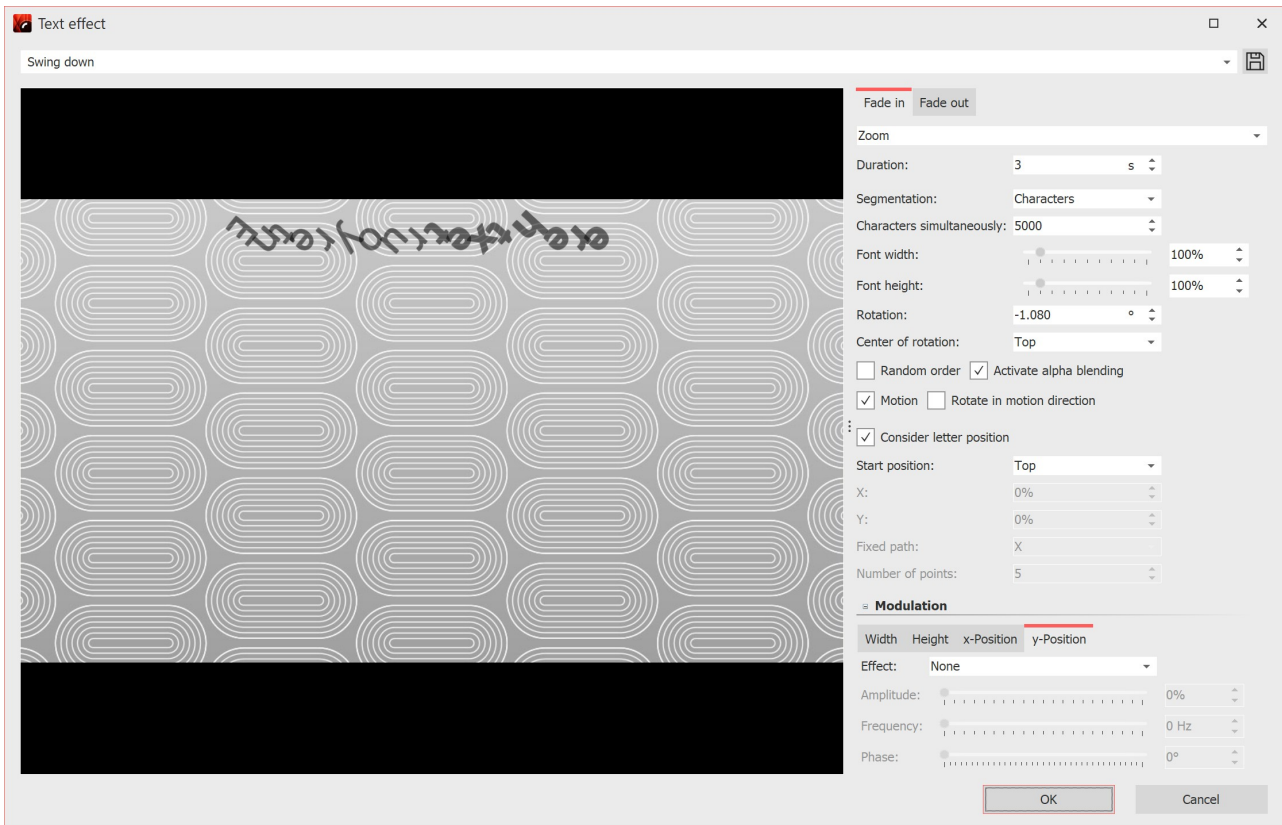 Text effect
Swing down
Fade in Fade out
Zoom
Duration: 3 s
Segmentation: Characters
Characters simultaneously: 5000
Font width: 100%
Font height: 100%
Rotation: -1.080 °
Center of rotation: Top
Random order Activate alpha blending
Motion Rotate in motion direction
Consider letter position
Start position: Top
X: 0%
Y: 0%
Fixed path: X
Number of points: 5
Modulation
Width Height x-Position y-Position
Effect: None
Amplitude: 0%
Frequency: 0 Hz
Phase: 0°
OK Cancel